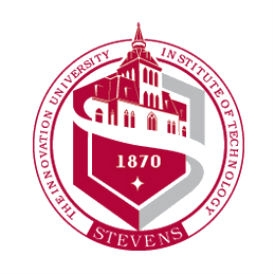 THE INNOVATION UNIVERSITY
INSTITUTE OF TECHNOLOGY
1870
STEVENS